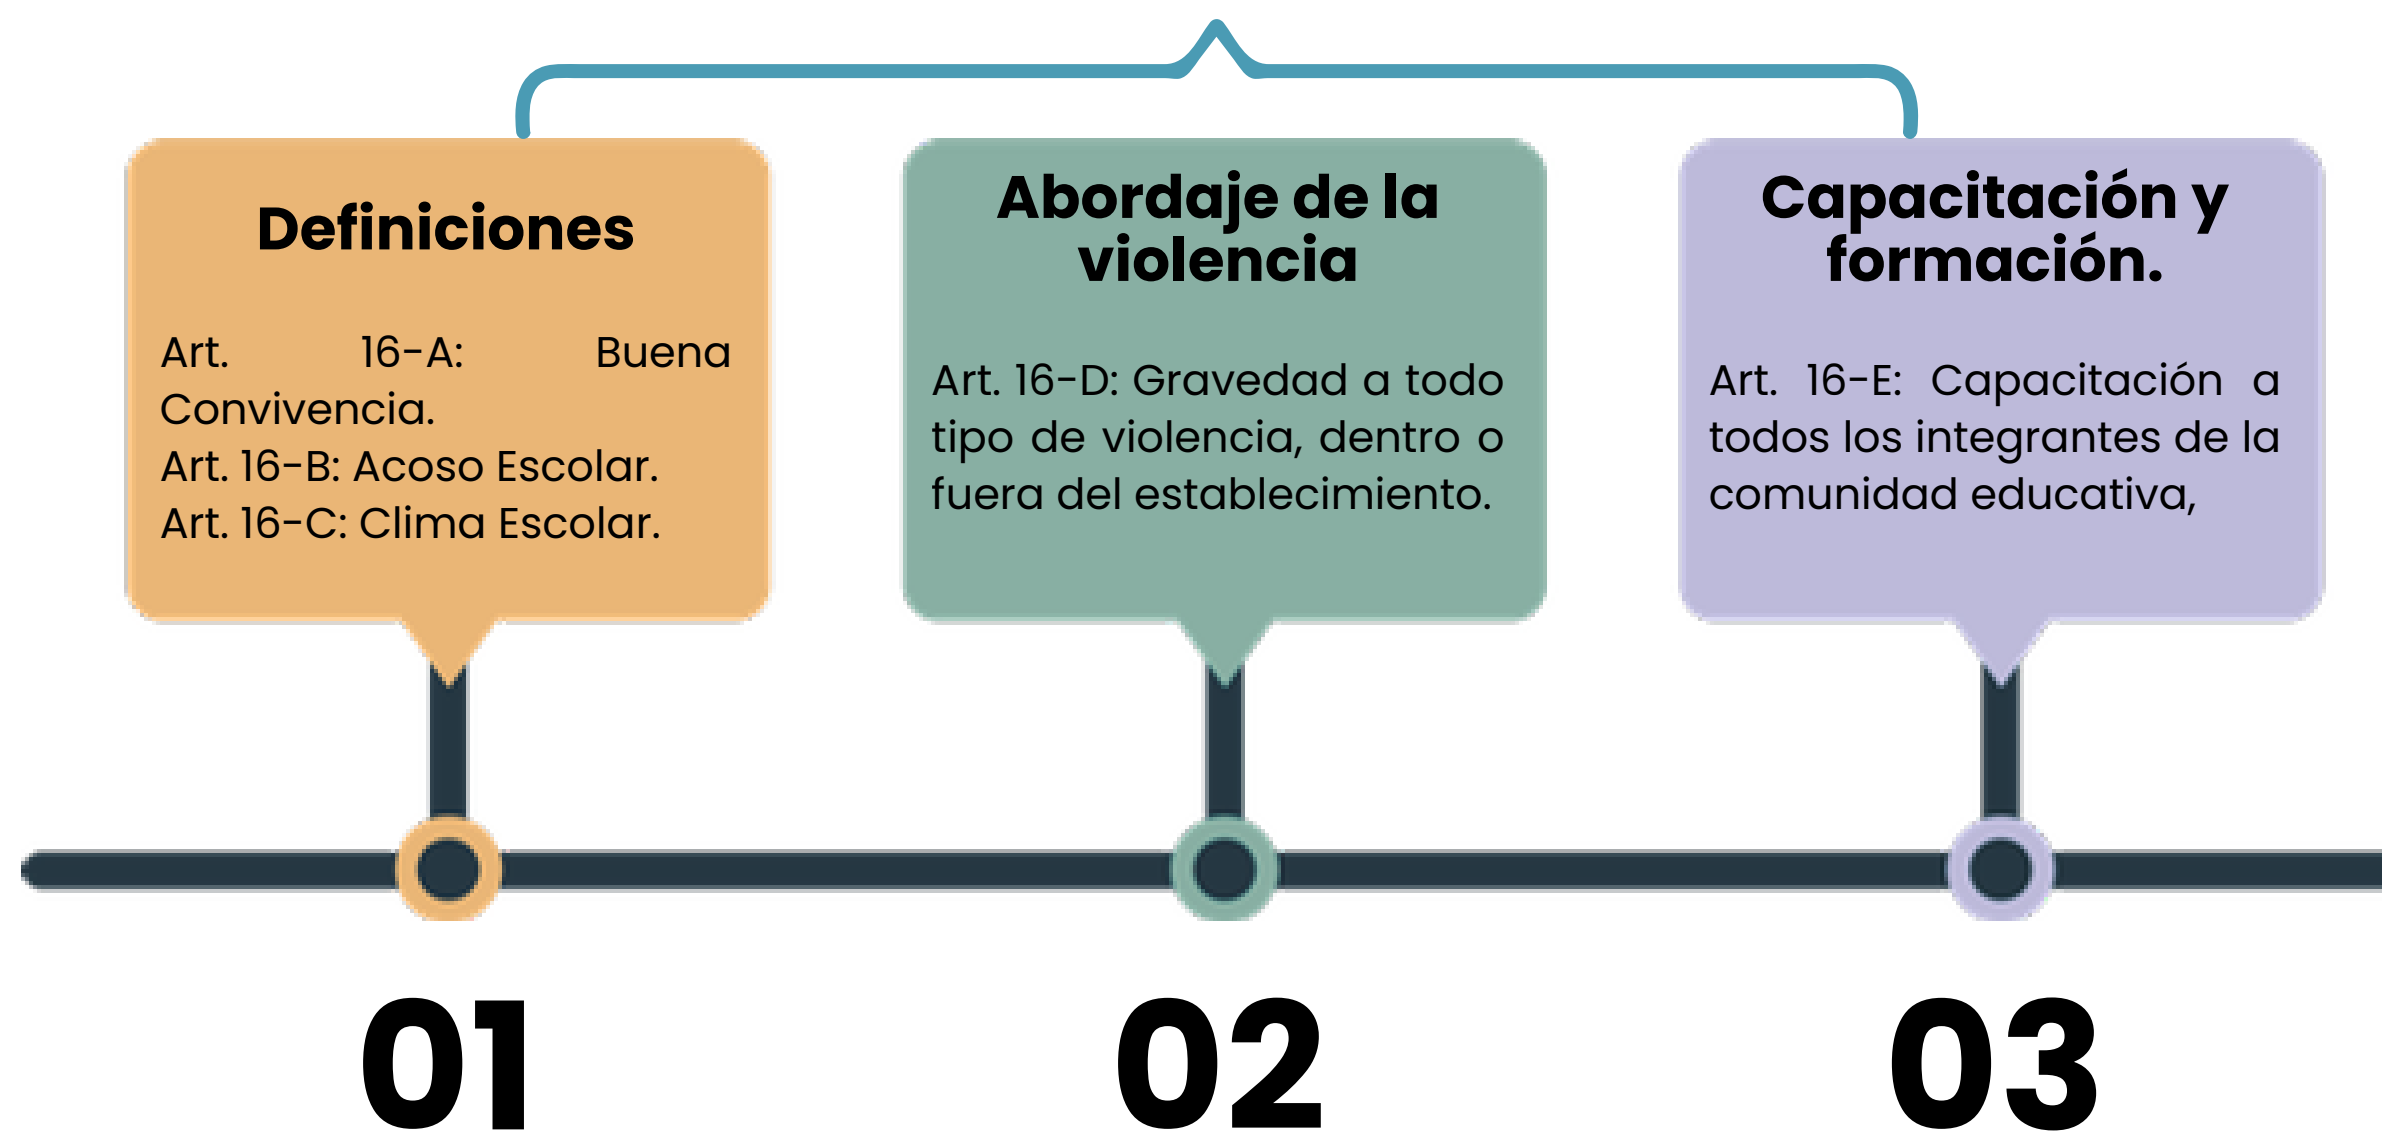 Definiciones
Art. 16-A: Buena
Convivencia.
Art. 16-B: Acoso Escolar.
Art. 16-C: Clima Escolar.
Abordaje de la
violencia
Art. 16-D: Gravedad a todo
tipo de violencia, dentro o
fuera del establecimiento.
Capacitación y
formación.
Art. 16-E: Capacitación a
todos los integrantes de la
comunidad educativa,
01
02
03